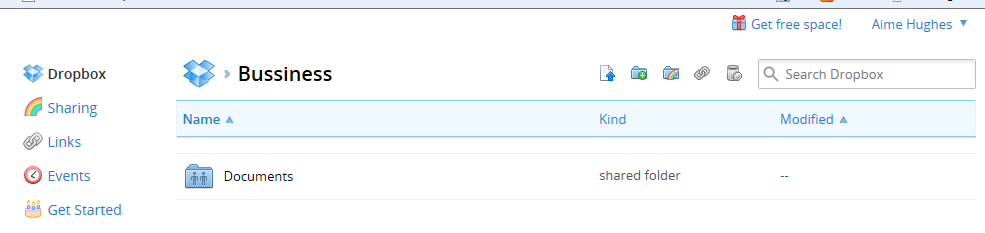 Get free space! Aime Hughes
Dropbox
Bussiness
Search Dropbox
Sharing
Name Kind Modified
Links
Events
Documents shared folder --
Get Started